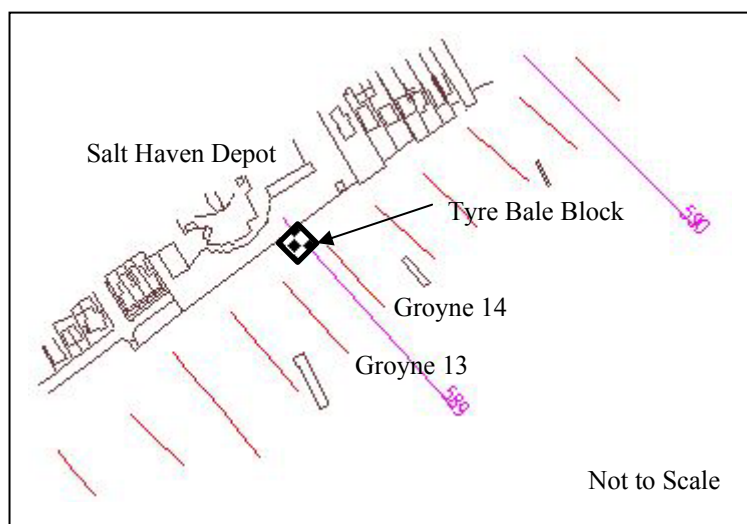 Salt Haven Depot
Tyre Bale Block
590
Groyne 14
Groyne 13
589
Not to Scale